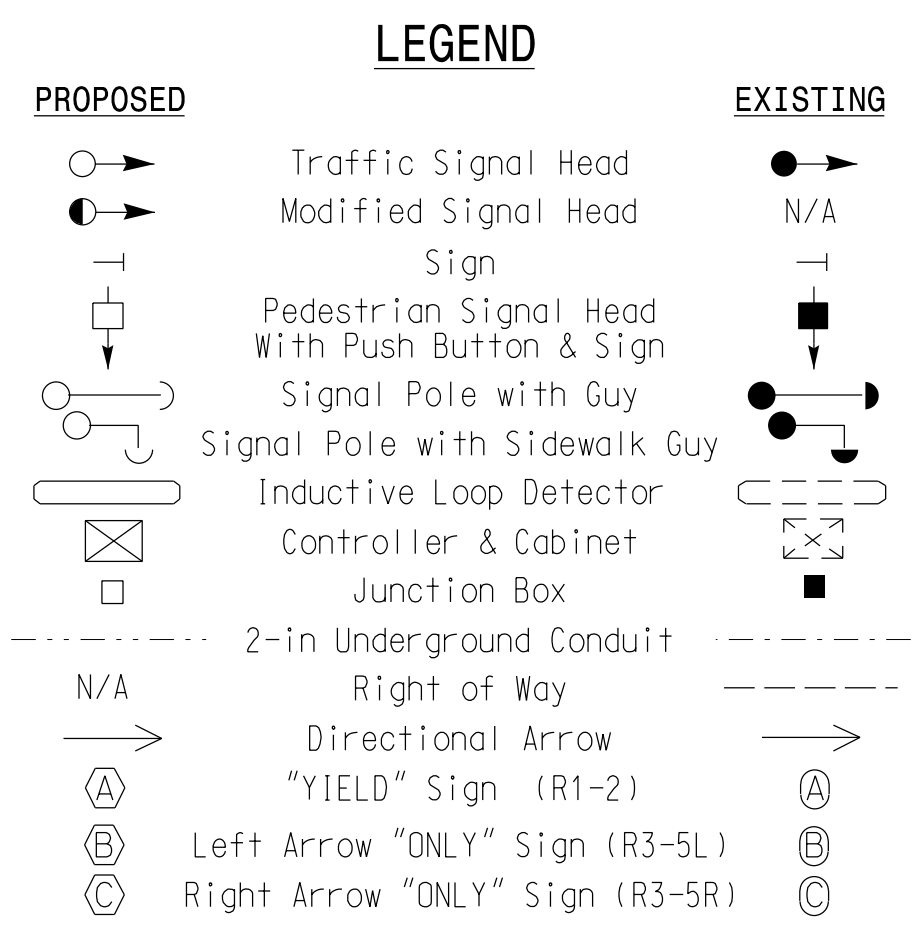 LEGEND
PROPOSED EXISTING
Traffic Signal Head
Modified Signal Head N/A
Sign
Pedestrian Signal Head
With Push Button & Sign
Signal Pole with Guy
Signal Pole with Sidewalk Guy
Inductive Loop Detector
Controller & Cabinet
Junction Box
2-in Underground Conduit
N/A Right of Way
Directional Arrow
A "YIELD" Sign (R1-2) A
B Left Arrow "ONLY" Sign (R3-5L) B
C Right Arrow "ONLY" Sign (R3-5R) C